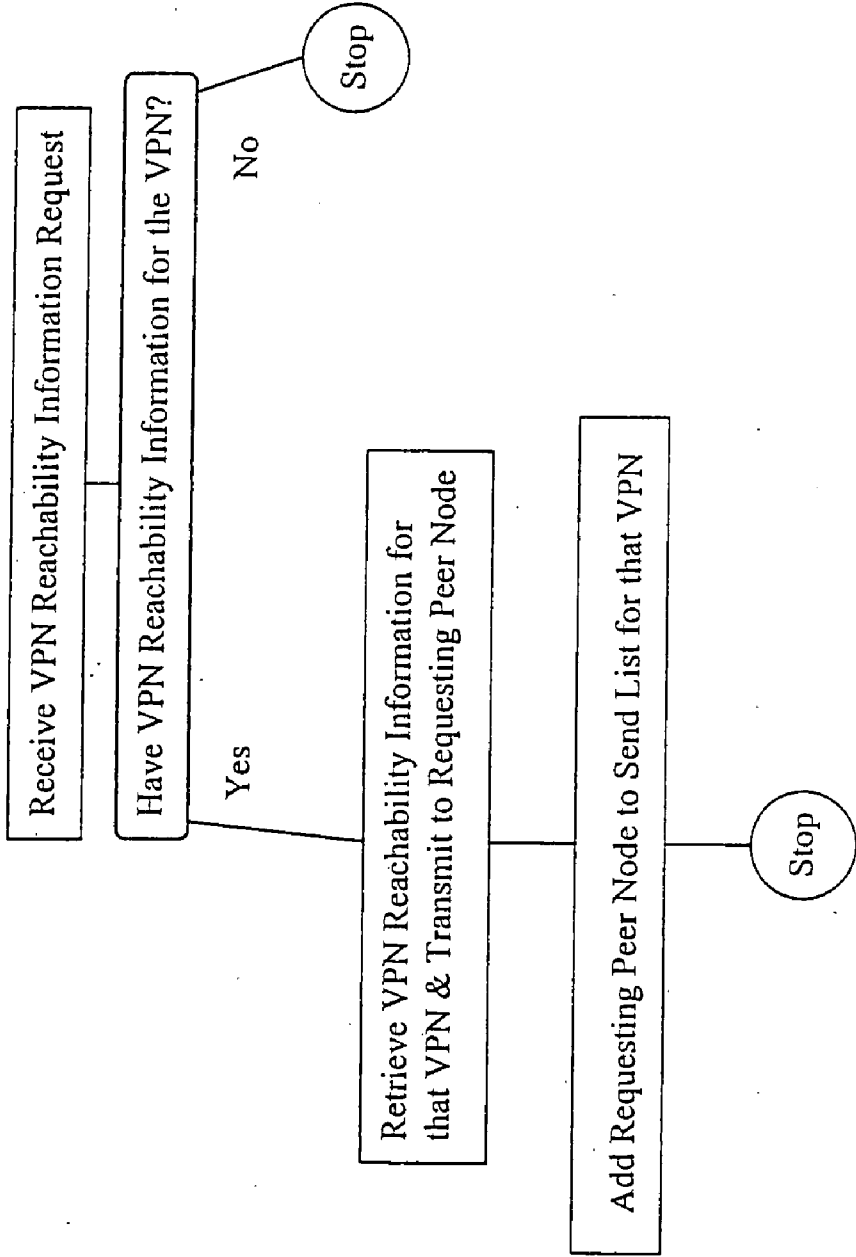 Receive VPN Reachability Information Request
Have VPN Reachability Information for the VPN?
Yes
No
Stop
Retrieve VPN Reachability Information for
that VPN & Transmit to Requesting Peer Node
Add Requesting Peer Node to Send List for that VPN
Stop